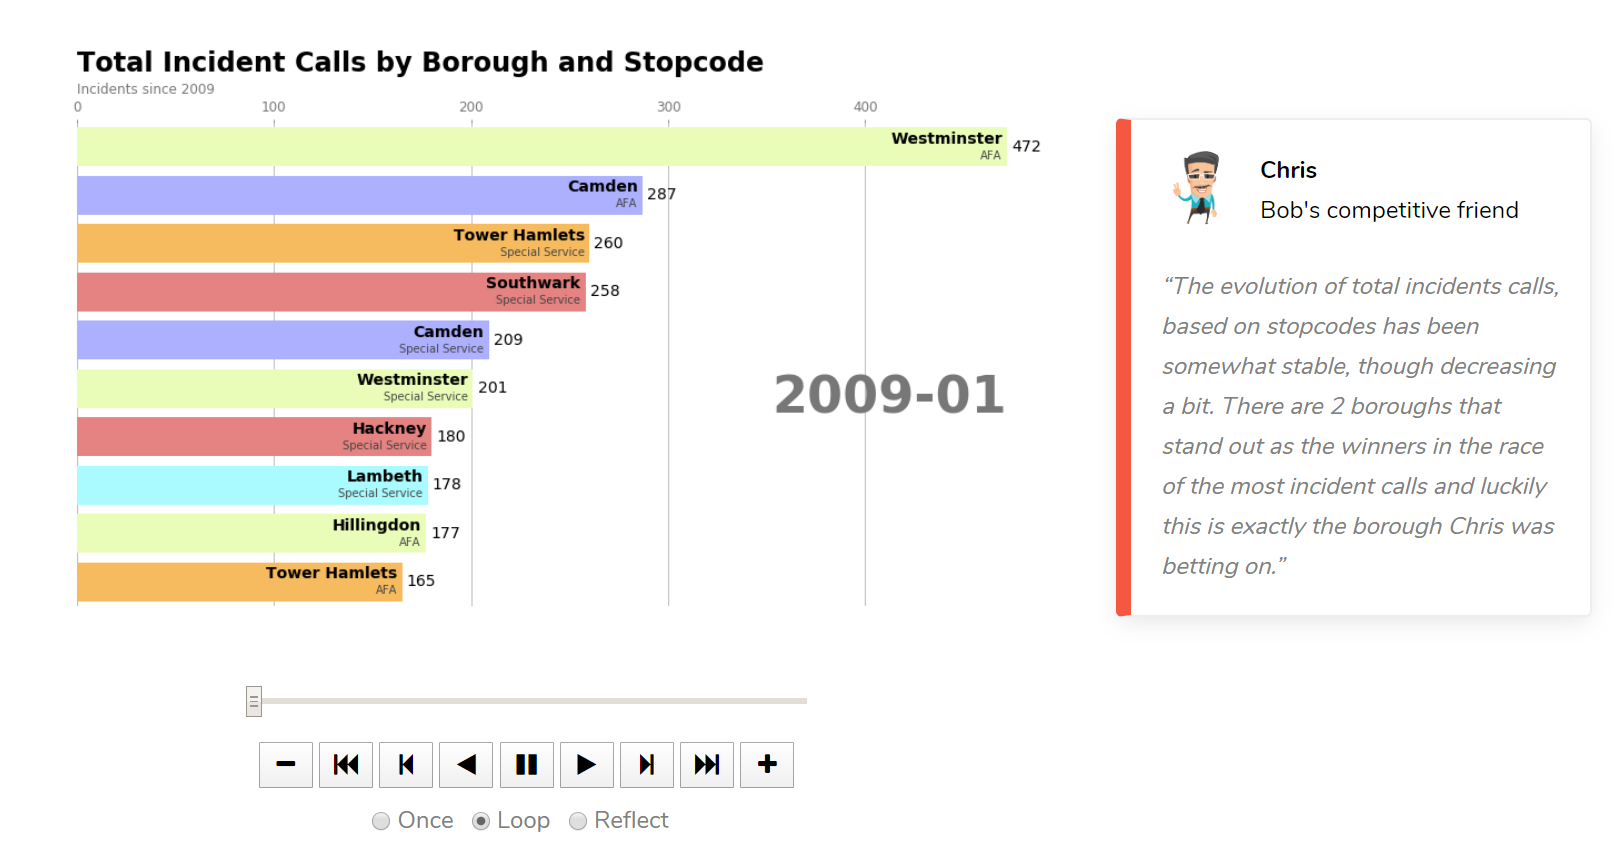 Total Incident Calls by Borough and Stopcode
Incidents since 2009
0 100 200 300 400
Westminster
AFA
472
Camden
AFA
287
Tower Hamlets
Special Service
260
Southwark
Special Service
258
Camden
Special Service
209
Westminster
Special Service
201
2009-01
Hackney
Special Service
180
Lambeth
Special Service
178
Hillingdon
AFA
177
Tower Hamlets
AFA
165
Once Loop Reflect
Chris
Bob's competitive friend
“The evolution of total incidents calls,
based on stopcodes has been
somewhat stable, though decreasing
a bit. There are 2 boroughs that
stand out as the winners in the race
of the most incident calls and luckily
this is exactly the borough Chris was
betting on.”